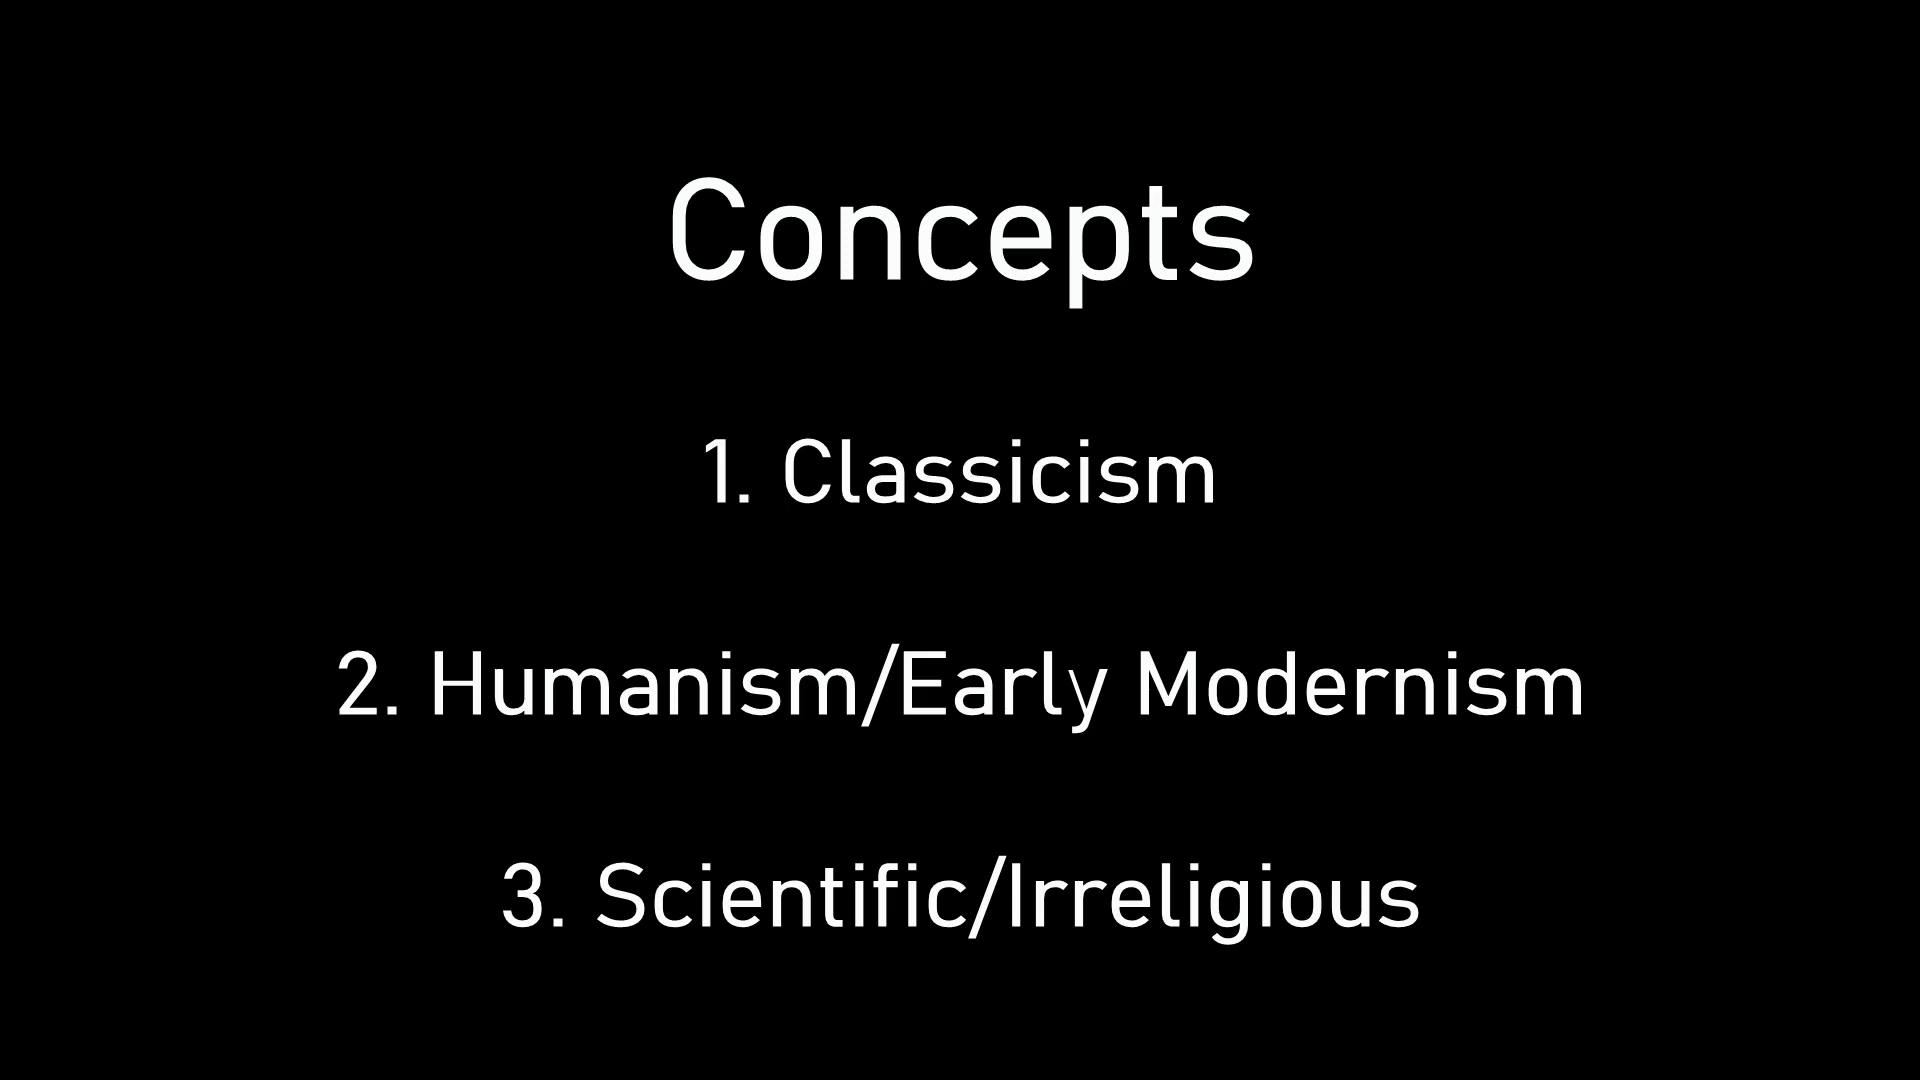 Concepts
1. Classicism
2. Humanism/Early Modernism
3. Scientific/Irreligious